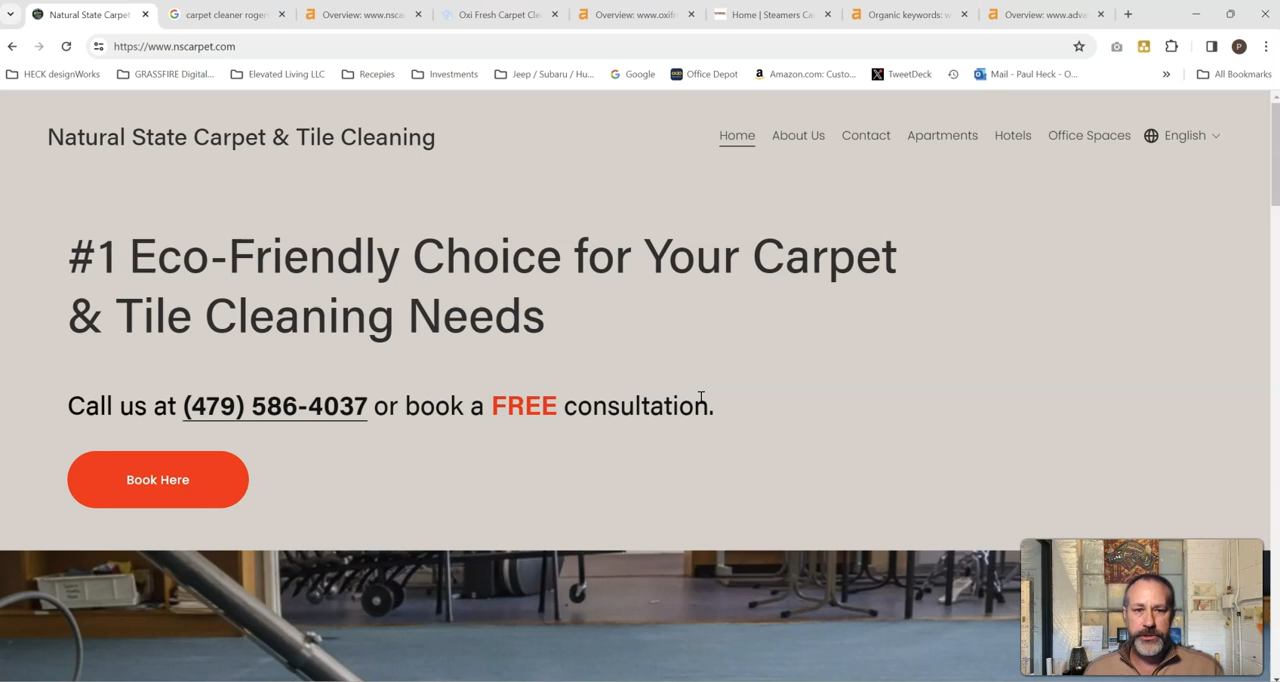 Natural State Carpet
carpet cleaner roger
Overview: www.nsca
Oxi Fresh Carpet Cle
Overview: www.oxifr
Home | Steamers Ca
Organic keywords: w
Overview: www.adva
https://www.nscarpet.com
P
HECK designWorks
GRASSFIRE Digital...
Elevated Living LLC
Recepies
Investments
Jeep / Subaru / Hu...
Google
Office Depot
Amazon.com: Custo...
TweetDeck
Mail - Paul Heck - O...
All Bookmarks
Natural State Carpet & Tile Cleaning
Home
About Us
Contact
Apartments
Hotels
Office Spaces
English
#1 Eco-Friendly Choice for Your Carpet
& Tile Cleaning Needs
Call us at (479) 586-4037 or book a FREE consultation.
Book Here